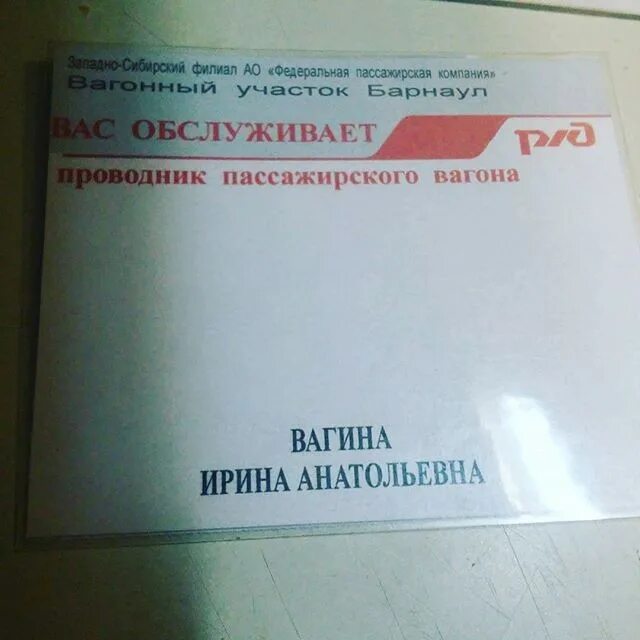 Западно-Сибирский филиал АО «Федеральная пассажирская компания»
Вагонный участок Барнаул
ВАС ОБСЛУЖИВАЕТ
ржд
проводник пассажирского вагона
ВАГИНА
ИРИНА АНАТОЛЬЕВНА